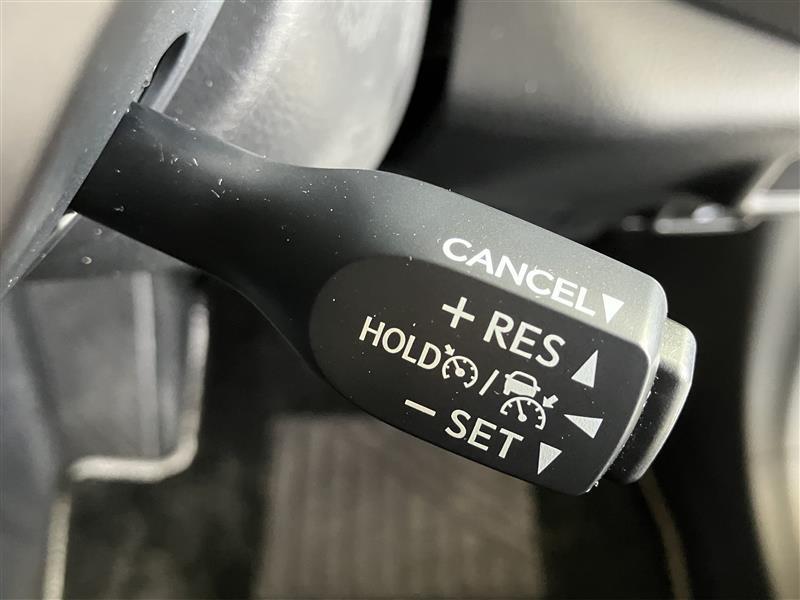 CANCEL▼
+ RES ▲
HOLD /
− SET ▼